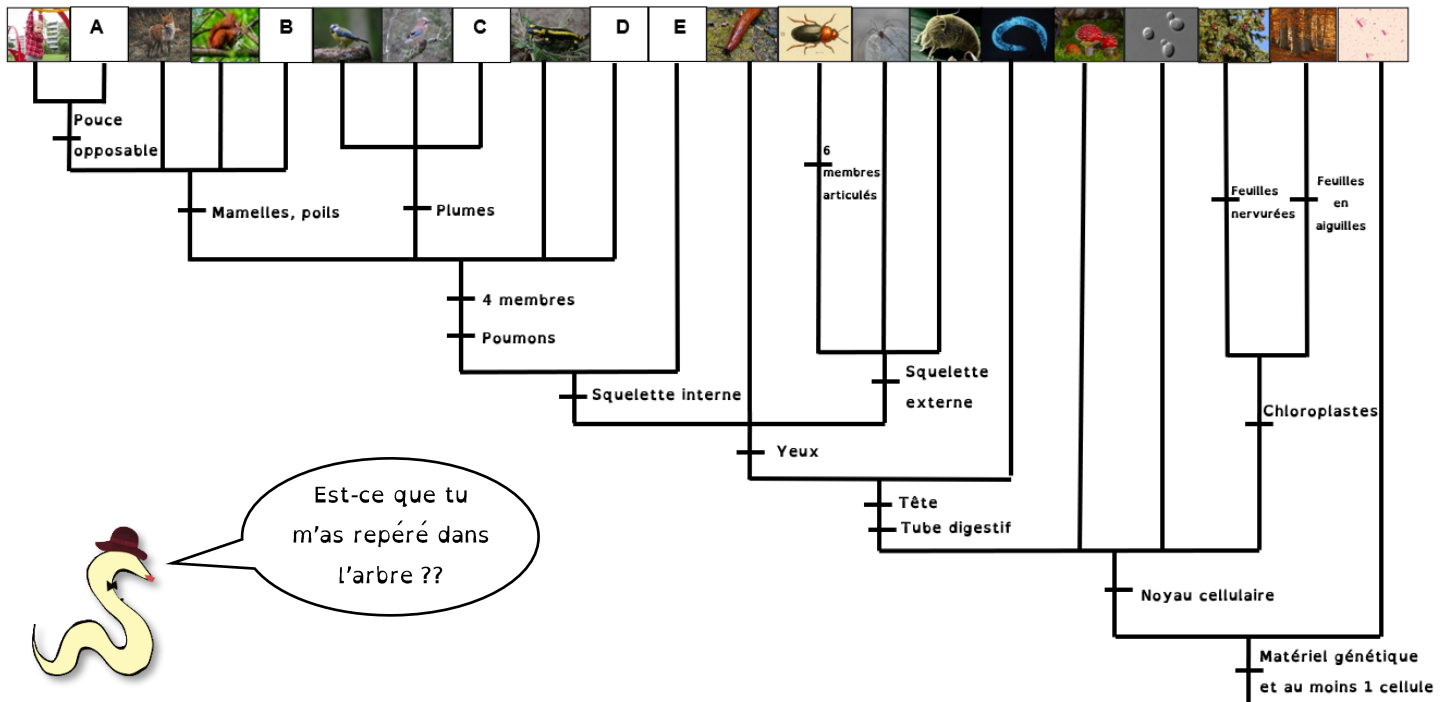 A
B
C
D
E
Pouce
opposable
Mamelles, poils
Plumes
6
membres
articulés
Feuilles
nervurées
Feuilles
en
aiguilles
4 membres
Poumons
Squelette interne
Squelette
externe
Chloroplastes
Yeux
Tête
Tube digestif
Noyau cellulaire
Matériel génétique
et au moins 1 cellule
Est-ce que tu
m'as repéré dans
l'arbre ??